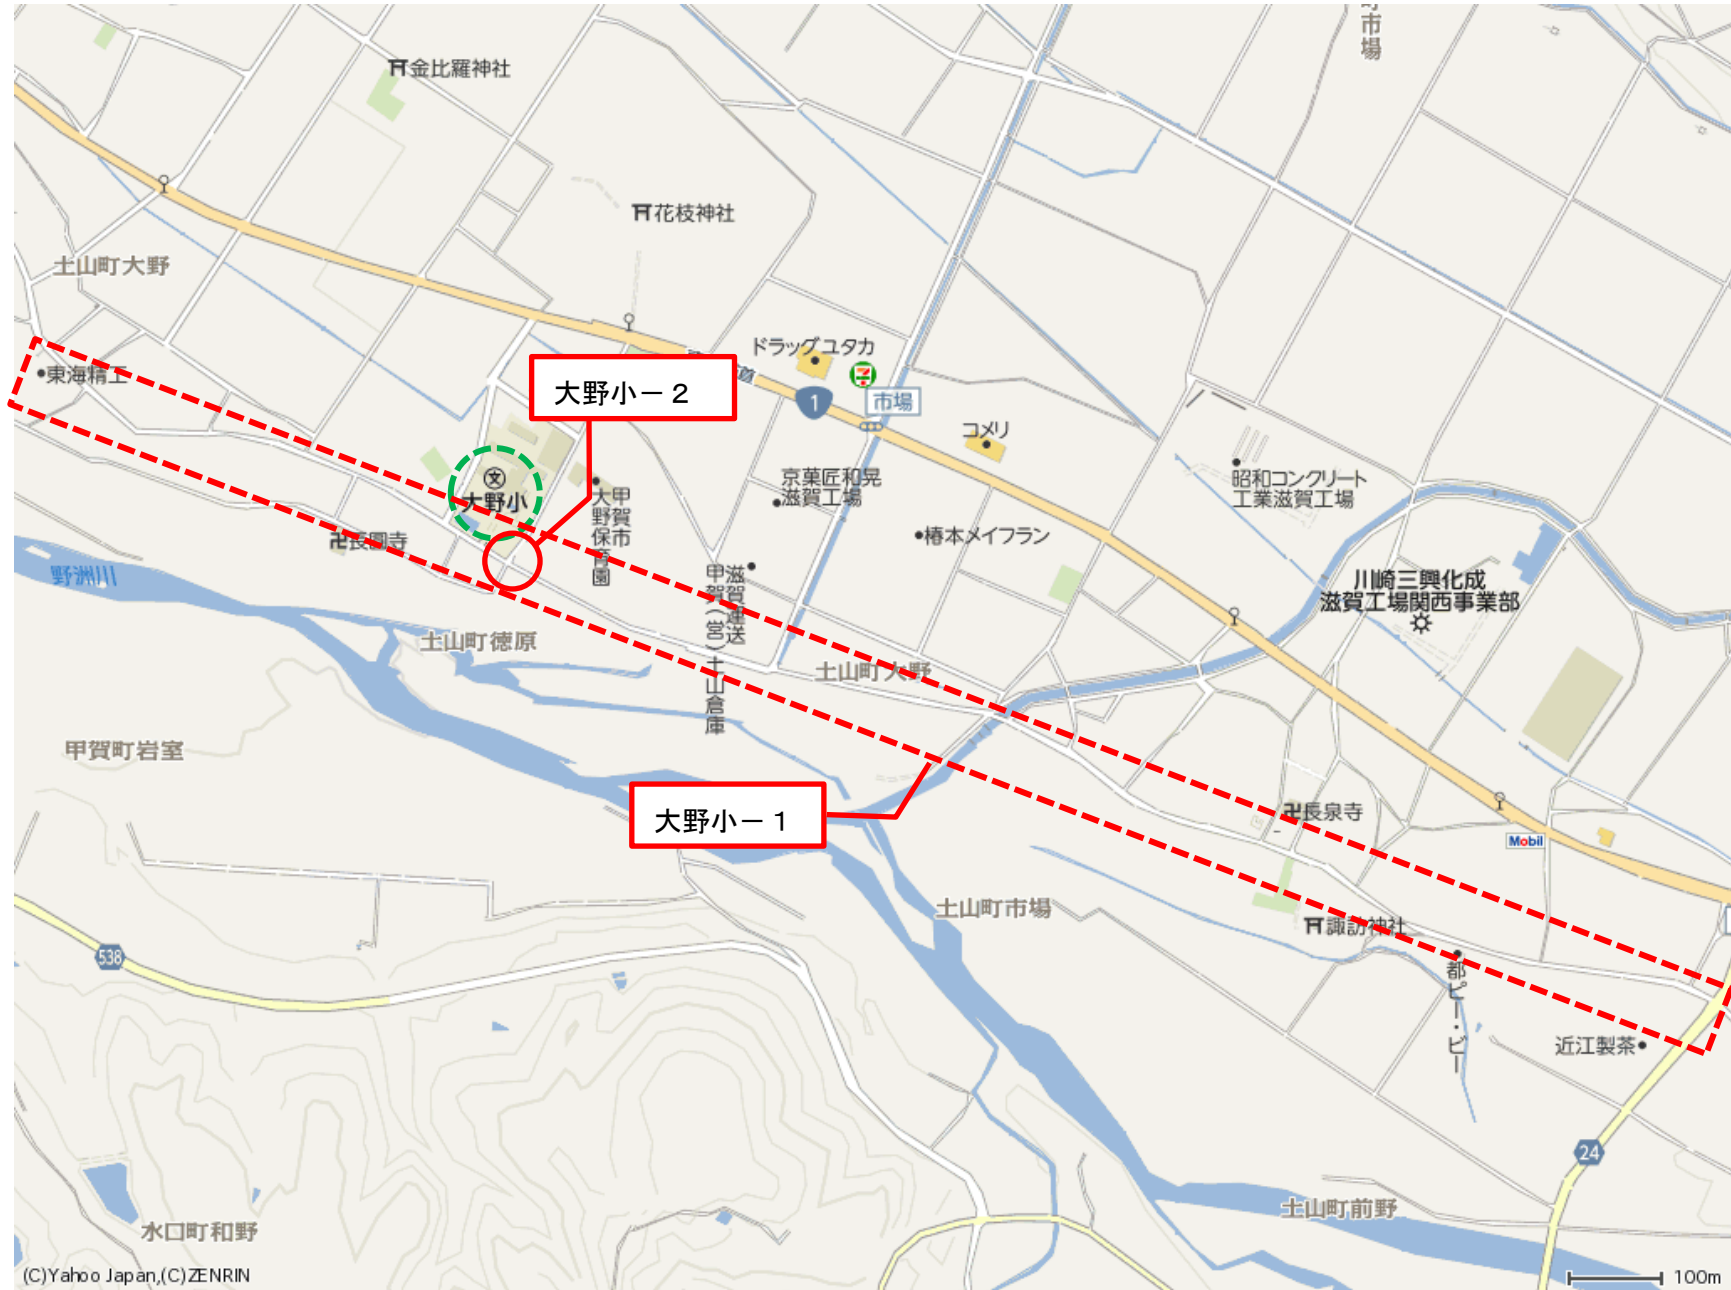 市場
金比羅神社
花枝神社
土山町大野
ドラッグユタカ
東海精工
大野小－２
1
市場
コメリ
京菓匠和晃
滋賀工場
昭和コンクリート
工業滋賀工場
文
大野小
甲賀市
大野保育園
椿本メイフラン
長圓寺
野洲川
滋賀運送
甲賀(営)土山倉庫
川崎三興化成
滋賀工場関西事業部
土山町徳原
土山町大野
甲賀町岩室
大野小－１
長泉寺
Mobil
土山町市場
諏訪神社
538
都ピー・ビー
近江製茶
24
土山町前野
水口町和野
(C)Yahoo Japan,(C)ZENRIN
100m